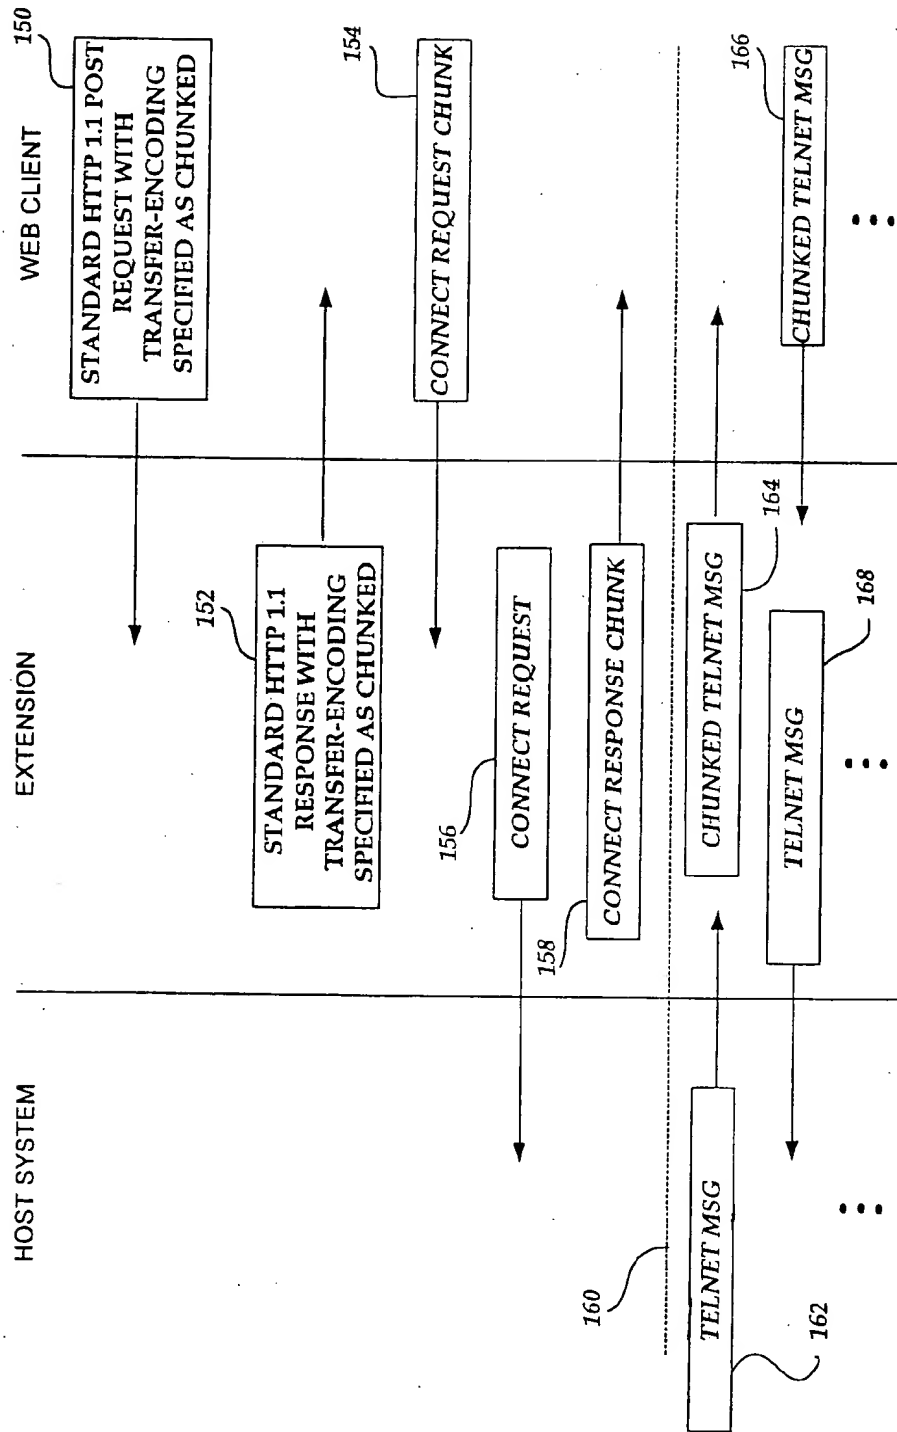 HOST SYSTEM
EXTENSION
WEB CLIENT
150
STANDARD HTTP 1.1 POST
REQUEST WITH
TRANSFER-ENCODING
SPECIFIED AS CHUNKED
152
STANDARD HTTP 1.1
RESPONSE WITH
TRANSFER-ENCODING
SPECIFIED AS CHUNKED
154
CONNECT REQUEST CHUNK
156
CONNECT REQUEST
158
CONNECT RESPONSE CHUNK
160
TELNET MSG
162
CHUNKED TELNET MSG
164
166
CHUNKED TELNET MSG
TELNET MSG
168